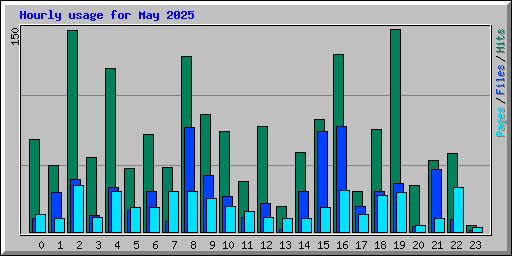 Hourly usage for May 2025
150
Pages/Files/Hits
0 1 2 3 4 5 6 7 8 9 10 11 12 13 14 15 16 17 18 19 20 21 22 23